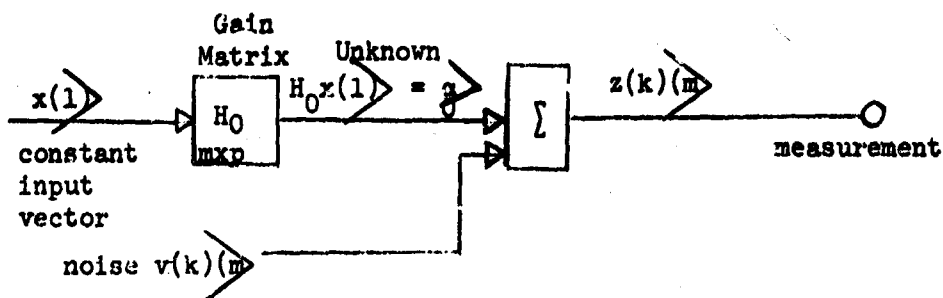 Gain
Matrix
Unknown
x(1)
H0x(1) = z
z(k)(m
H0
mxp
Σ
constant
input
vector
measurement
noise v(k)(m